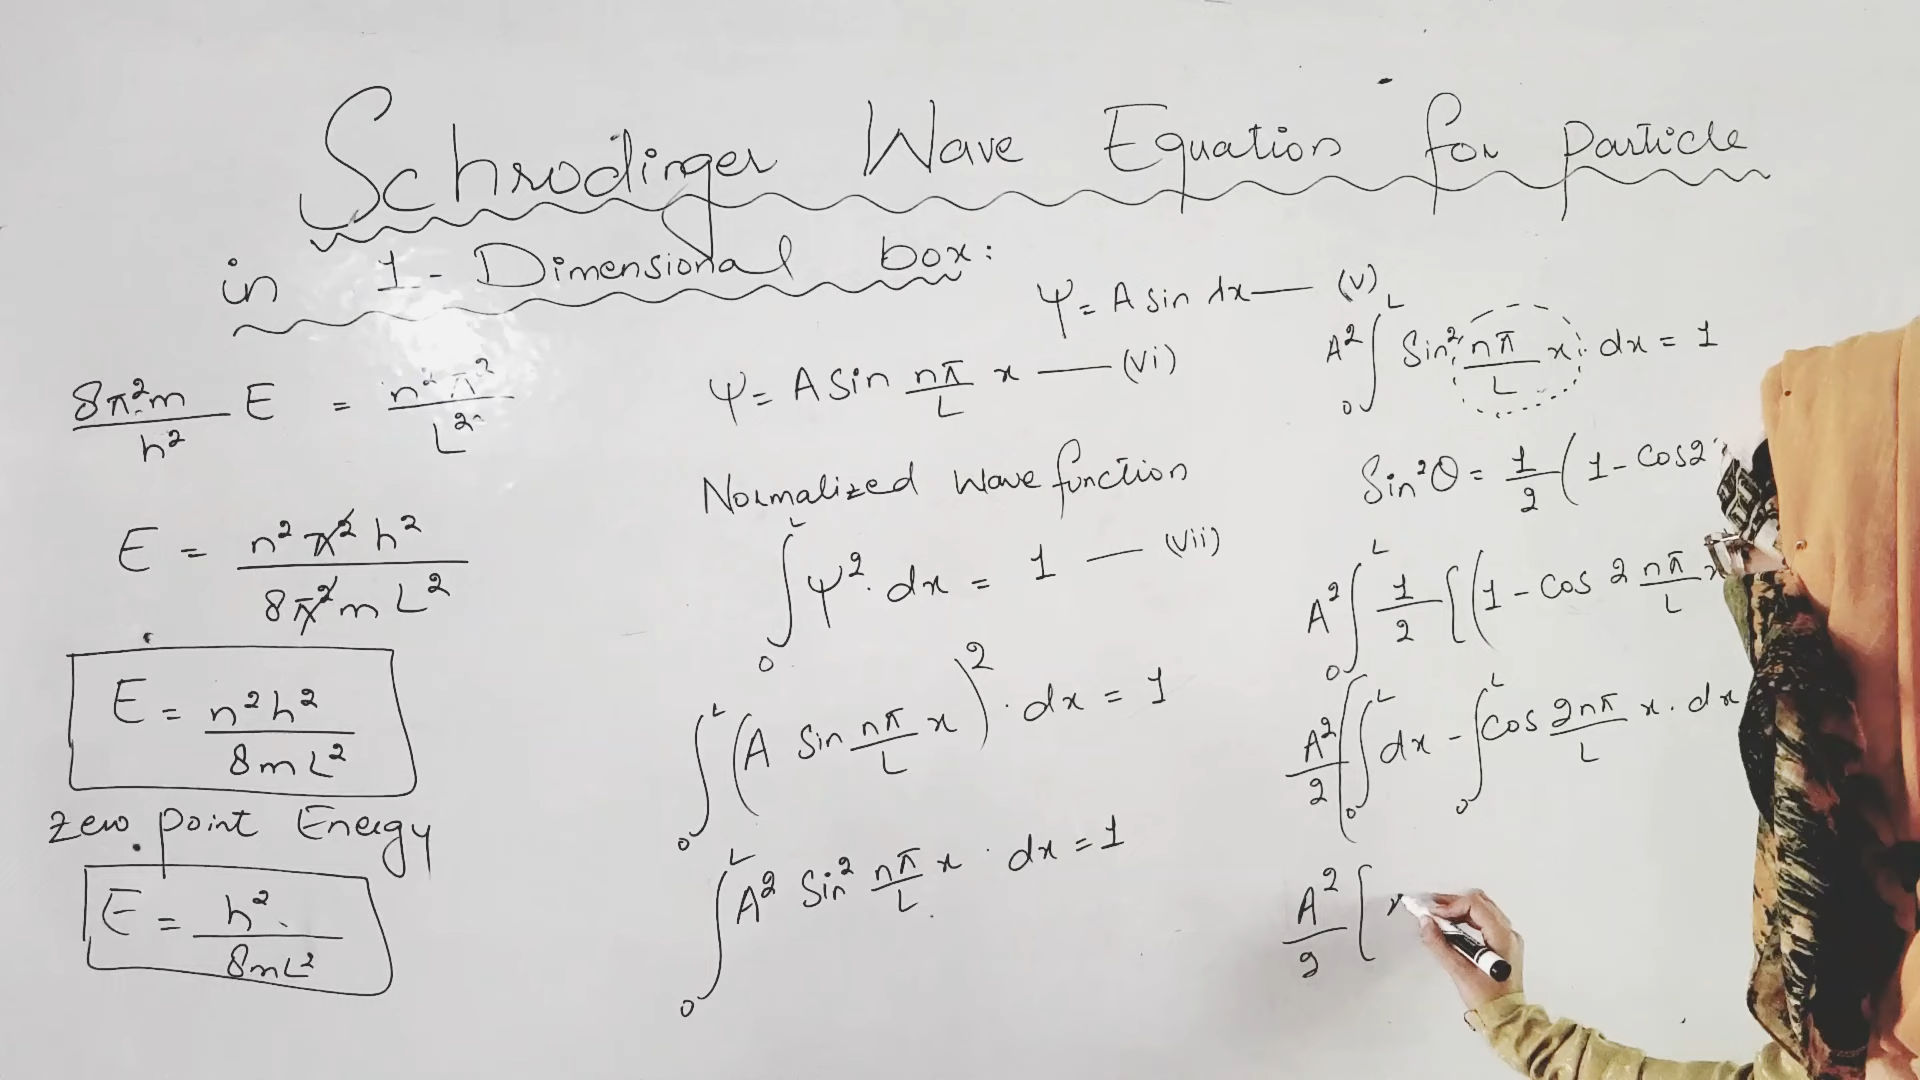 Schrodinger Wave Equation for Particle
in 1-Dimensional box:
8π²m/h² E = n²π²/L²
E = n²π²h²/8π²mL²
E = n²h²/8mL²
Zero point Energy
E = h²/8mL²
Ψ = A sin λx — (V)
Ψ = A Sin nπ/L x — (Vi)
Normalized Wave function
∫₀ᴸ Ψ². dx = 1 — (Vii)
∫₀ᴸ (A Sin nπ/L x)² . dx = 1
∫₀ᴸ A² Sin² nπ/L x . dx = 1
A² ∫₀ᴸ Sin² nπ/L x . dx = 1
Sin²θ = 1/2 (1 - Cos2
A² ∫₀ᴸ 1/2 [(1 - Cos 2 nπ/L x
A²/2 [∫₀ᴸ dx - ∫₀ᴸ Cos 2nπ/L x . dx
A²/2 [